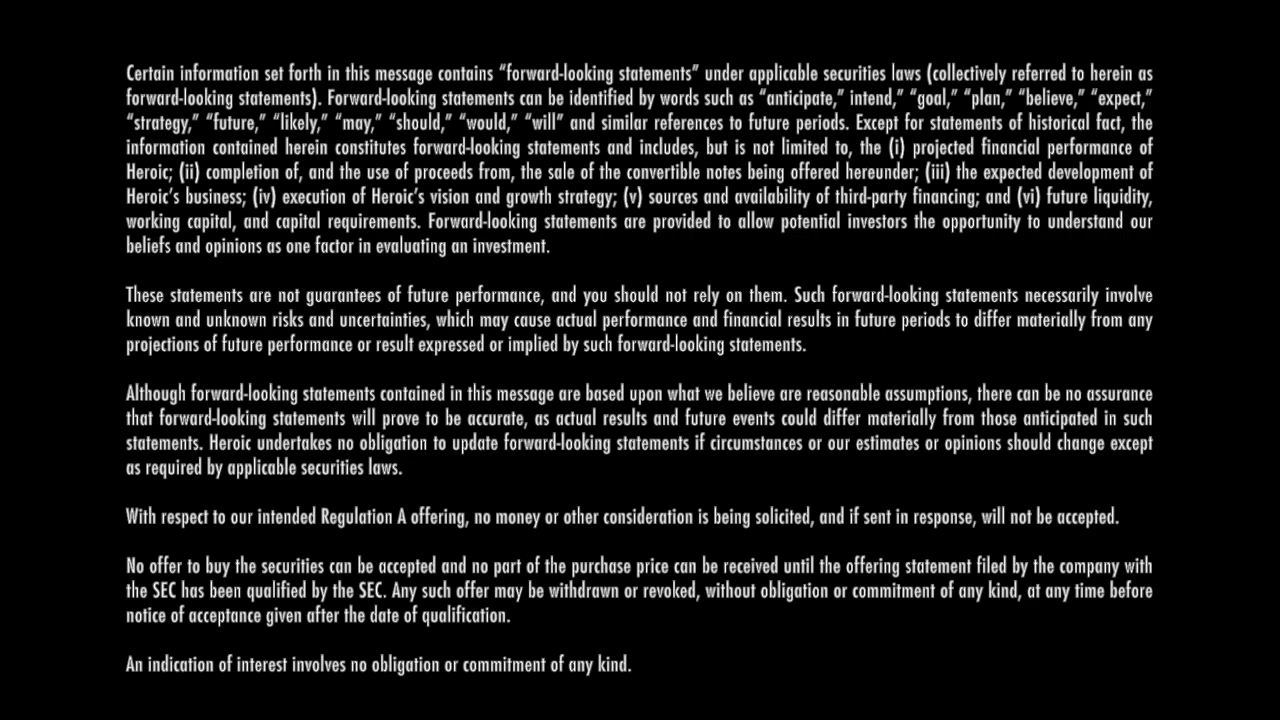 Certain information set forth in this message contains “forward-looking statements” under applicable securities laws (collectively referred to herein as
forward-looking statements). Forward-looking statements can be identified by words such as “anticipate,” intend,” “goal,” “plan,” “believe,” “expect,”
“strategy,” “future,” “likely,” “may,” “should,” “would,” “will” and similar references to future periods. Except for statements of historical fact, the
information contained herein constitutes forward-looking statements and includes, but is not limited to, the (i) projected financial performance of
Heroic; (ii) completion of, and the use of proceeds from, the sale of the convertible notes being offered hereunder; (iii) the expected development of
Heroic’s business; (iv) execution of Heroic’s vision and growth strategy; (v) sources and availability of third-party financing; and (vi) future liquidity,
working capital, and capital requirements. Forward-looking statements are provided to allow potential investors the opportunity to understand our
beliefs and opinions as one factor in evaluating an investment.
These statements are not guarantees of future performance, and you should not rely on them. Such forward-looking statements necessarily involve
known and unknown risks and uncertainties, which may cause actual performance and financial results in future periods to differ materially from any
projections of future performance or result expressed or implied by such forward-looking statements.
Although forward-looking statements contained in this message are based upon what we believe are reasonable assumptions, there can be no assurance
that forward-looking statements will prove to be accurate, as actual results and future events could differ materially from those anticipated in such
statements. Heroic undertakes no obligation to update forward-looking statements if circumstances or our estimates or opinions should change except
as required by applicable securities laws.
With respect to our intended Regulation A offering, no money or other consideration is being solicited, and if sent in response, will not be accepted.
No offer to buy the securities can be accepted and no part of the purchase price can be received until the offering statement filed by the company with
the SEC has been qualified by the SEC. Any such offer may be withdrawn or revoked, without obligation or commitment of any kind, at any time before
notice of acceptance given after the date of qualification.
An indication of interest involves no obligation or commitment of any kind.